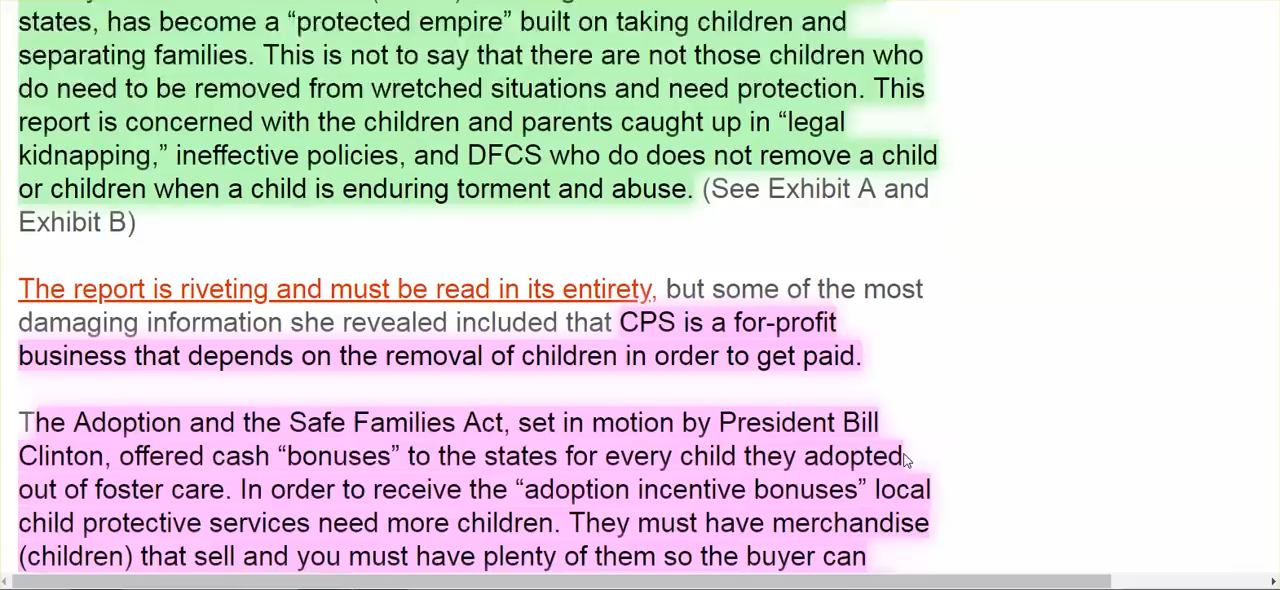 states, has become a “protected empire” built on taking children and
separating families. This is not to say that there are not those children who
do need to be removed from wretched situations and need protection. This
report is concerned with the children and parents caught up in “legal
kidnapping,” ineffective policies, and DFCS who do does not remove a child
or children when a child is enduring torment and abuse. (See Exhibit A and
Exhibit B)
The report is riveting and must be read in its entirety, but some of the most
damaging information she revealed included that CPS is a for-profit
business that depends on the removal of children in order to get paid.
The Adoption and the Safe Families Act, set in motion by President Bill
Clinton, offered cash “bonuses” to the states for every child they adopted
out of foster care. In order to receive the “adoption incentive bonuses” local
child protective services need more children. They must have merchandise
(children) that sell and you must have plenty of them so the buyer can